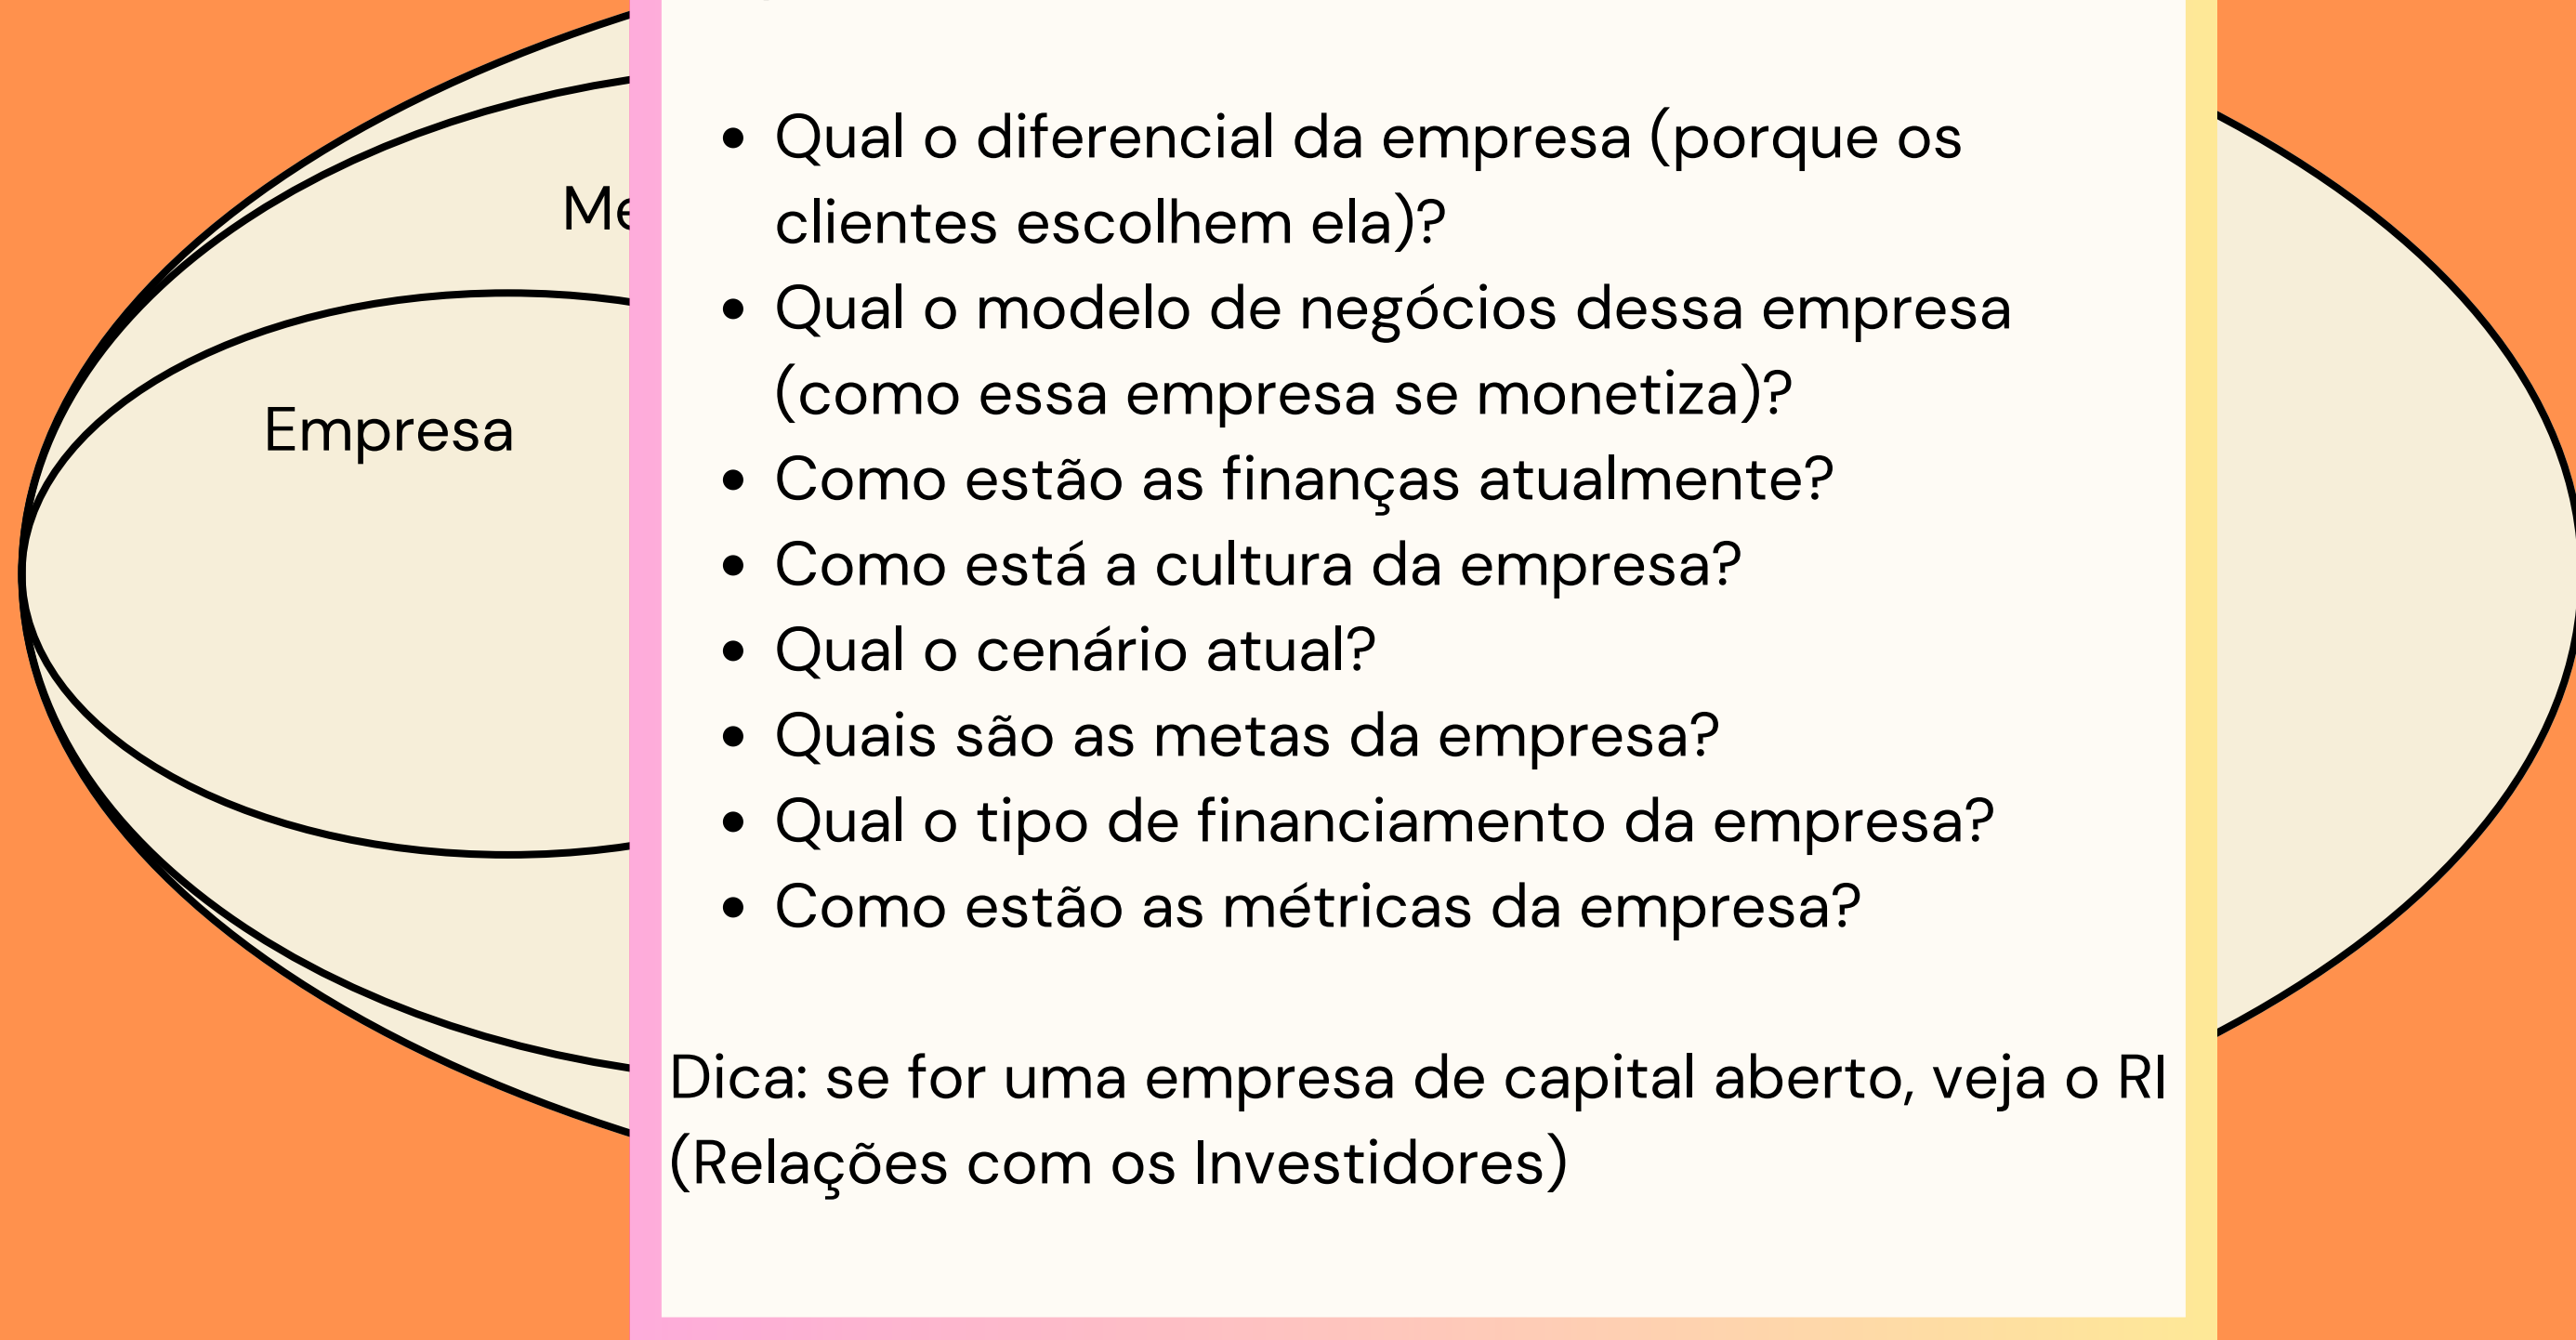 Empresa
• Qual o diferencial da empresa (porque os
clientes escolhem ela)?
• Qual o modelo de negócios dessa empresa
(como essa empresa se monetiza)?
• Como estão as finanças atualmente?
• Como está a cultura da empresa?
• Qual o cenário atual?
• Quais são as metas da empresa?
• Qual o tipo de financiamento da empresa?
• Como estão as métricas da empresa?
Dica: se for uma empresa de capital aberto, veja o RI
(Relações com os Investidores)